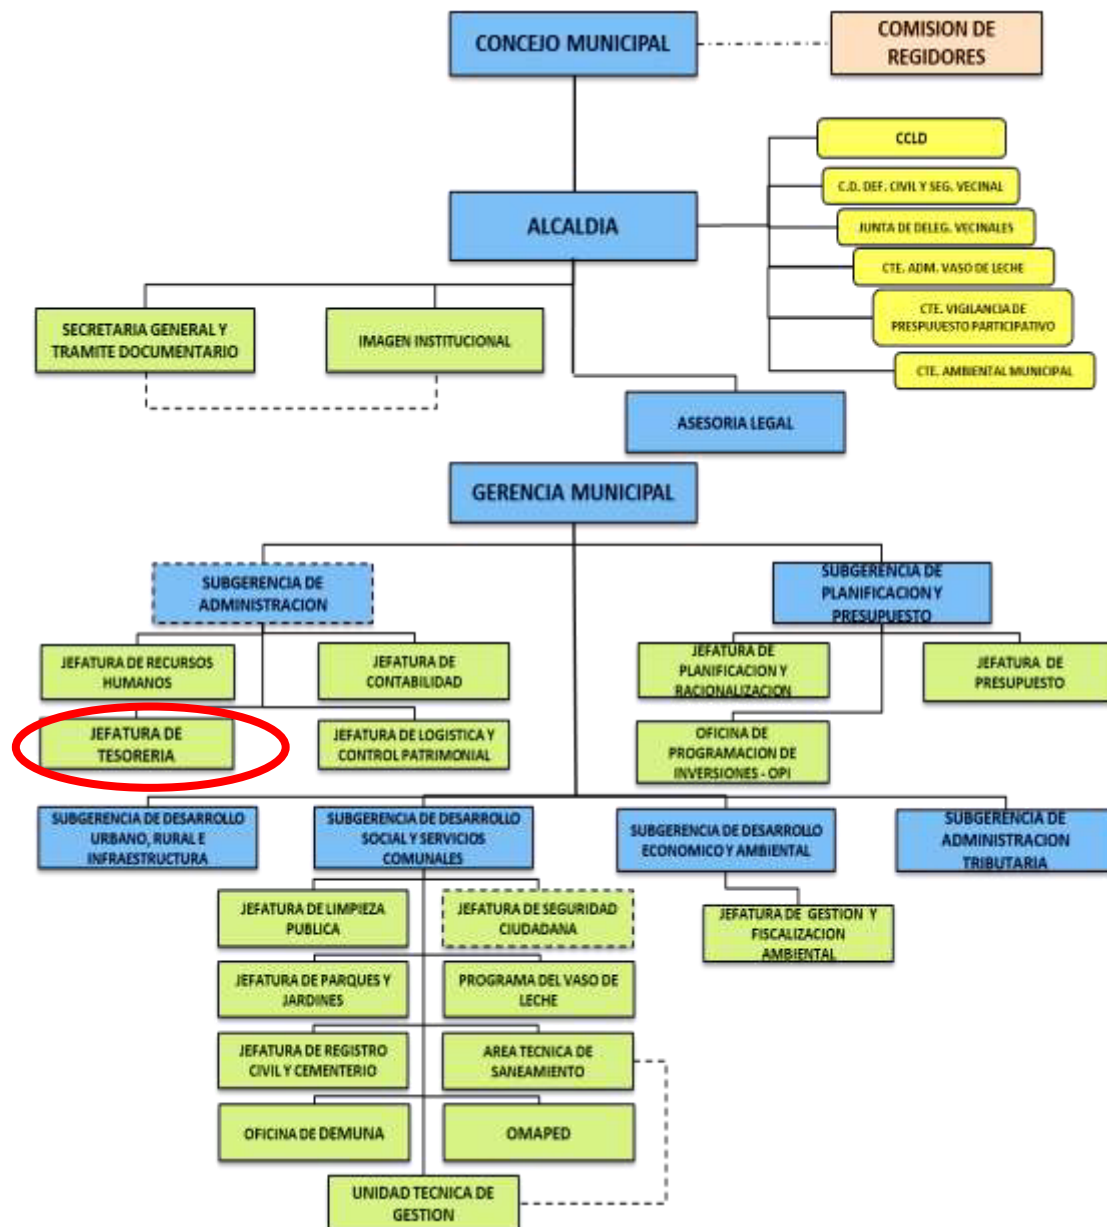 CONCEJO MUNICIPAL
COMISION DE
REGIDORES
CCLD
C.D. DEF. CIVIL Y SEG. VECINAL
ALCALDIA
JUNTA DE DELEG. VECINALES
CTE. ADM. VASO DE LECHE
CTE. VIGILANCIA DE
PRESPUUESTO PARTICIPATIVO
CTE. AMBIENTAL MUNICIPAL
SECRETARIA GENERAL Y
TRAMITE DOCUMENTARIO
IMAGEN INSTITUCIONAL
ASESORIA LEGAL
GERENCIA MUNICIPAL
SUBGERENCIA DE
ADMINISTRACION
SUBGERENCIA DE
PLANIFICACION Y
PRESUPUESTO
JEFATURA DE RECURSOS
HUMANOS
JEFATURA DE
CONTABILIDAD
JEFATURA DE
PLANIFICACION Y
RACIONALIZACION
JEFATURA DE
PRESUPUESTO
JEFATURA DE
TESORERIA
JEFATURA DE LOGISTICA Y
CONTROL PATRIMONIAL
OFICINA DE
PROGRAMACION DE
INVERSIONES - OPI
SUBGERENCIA DE DESARROLLO
URBANO, RURAL E
INFRAESTRUCTURA
SUBGERENCIA DE DESARROLLO
SOCIAL Y SERVICIOS
COMUNALES
SUBGERENCIA DE DESARROLLO
ECONOMICO Y AMBIENTAL
SUBGERENCIA DE
ADMINISTRACION
TRIBUTARIA
JEFATURA DE LIMPIEZA
PUBLICA
JEFATURA DE SEGURIDAD
CIUDADANA
JEFATURA DE GESTION Y
FISCALIZACION
AMBIENTAL
JEFATURA DE PARQUES Y
JARDINES
PROGRAMA DEL VASO DE
LECHE
JEFATURA DE REGISTRO
CIVIL Y CEMENTERIO
AREA TECNICA DE
SANEAMIENTO
OFICINA DE DEMUNA
OMAPED
UNIDAD TECNICA DE
GESTION